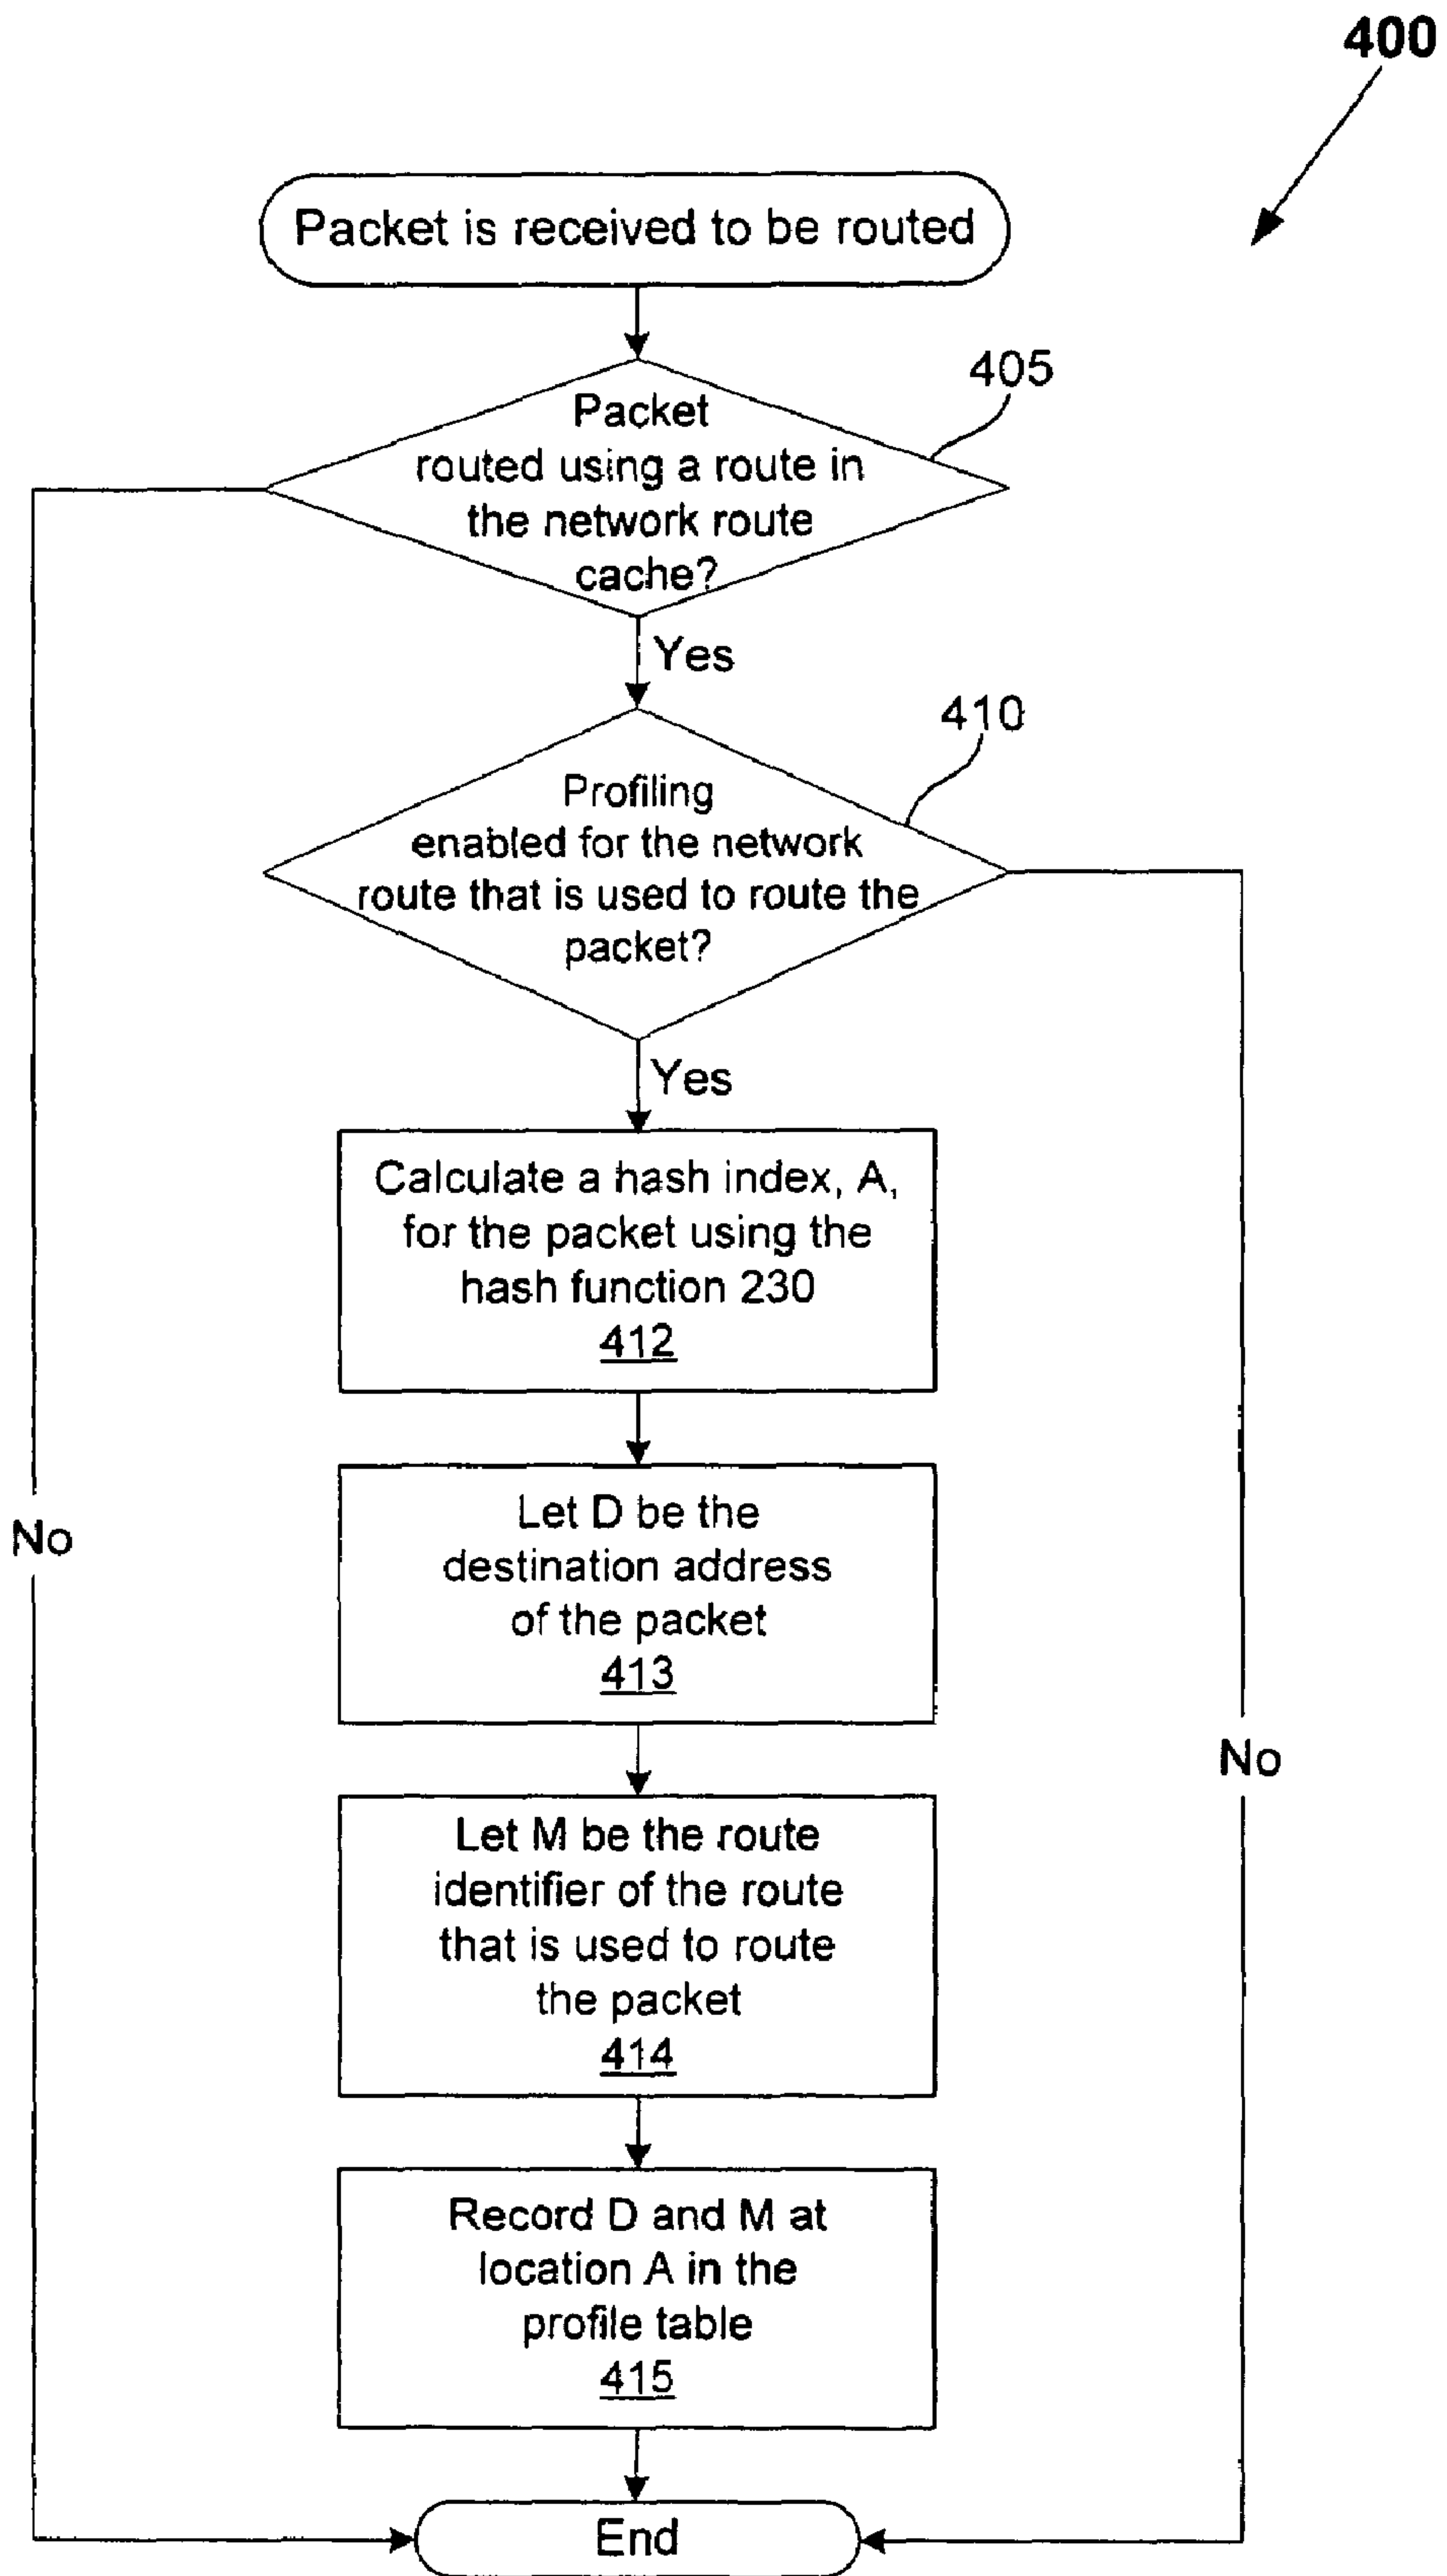 400
Packet is received to be routed
405
Packet
routed using a route in
the network route
cache?
Yes
410
Profiling
enabled for the network
route that is used to route the
packet?
Yes
Calculate a hash index, A,
for the packet using the
hash function 230
412
Let D be the
destination address
of the packet
413
No
Let M be the route
identifier of the route
that is used to route
the packet
414
No
Record D and M at
location A in the
profile table
415
End